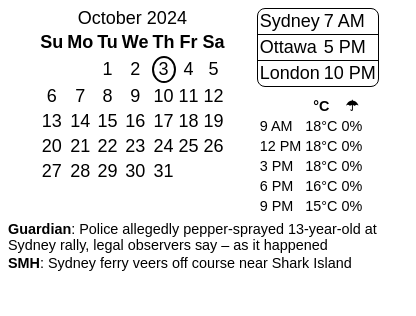 October 2024
Su Mo Tu We Th Fr Sa
1 2 3 4 5
6 7 8 9 10 11 12
13 14 15 16 17 18 19
20 21 22 23 24 25 26
27 28 29 30 31
Sydney 7 AM
Ottawa 5 PM
London 10 PM
°C ☂
9 AM 18°C 0%
12 PM 18°C 0%
3 PM 18°C 0%
6 PM 16°C 0%
9 PM 15°C 0%
Guardian: Police allegedly pepper-sprayed 13-year-old at
Sydney rally, legal observers say – as it happened
SMH: Sydney ferry veers off course near Shark Island